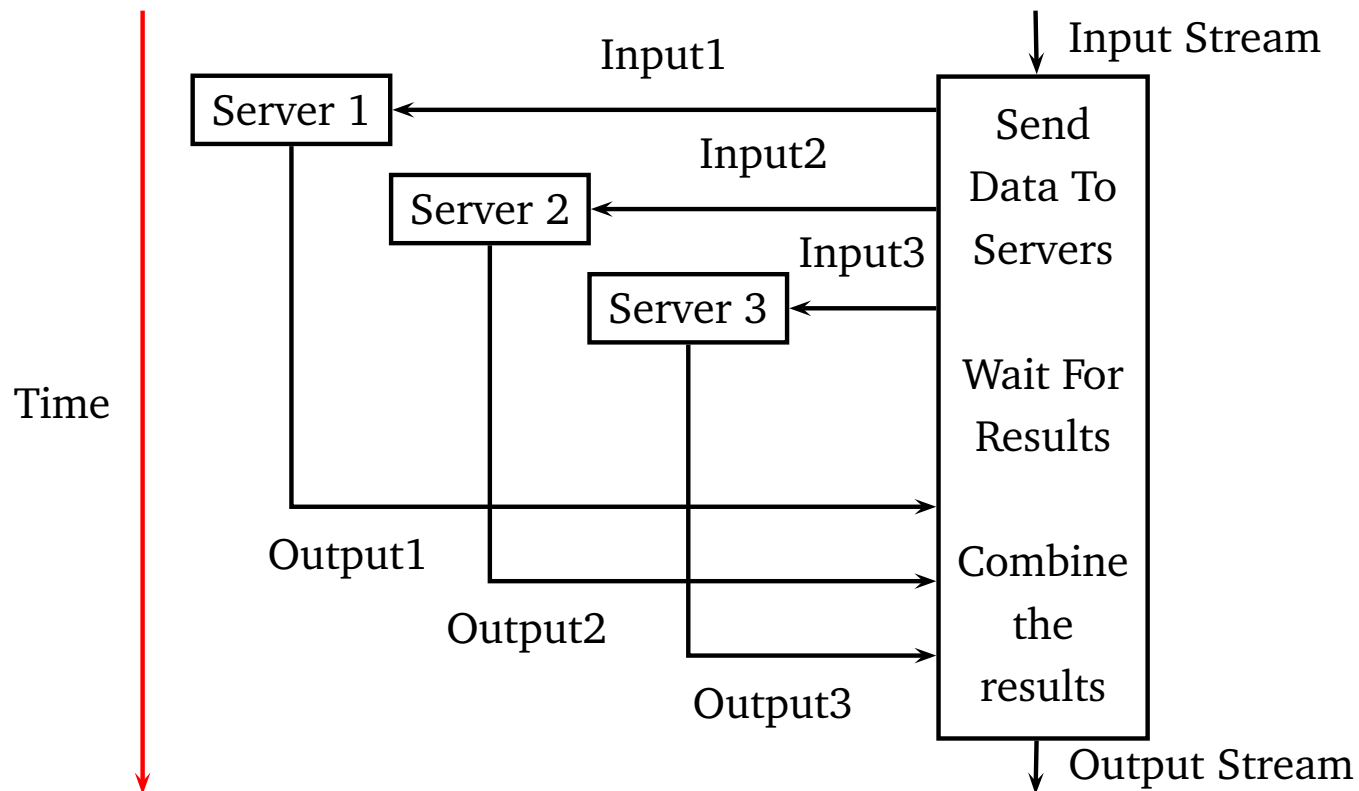 Input Stream
Input1
Server 1
Send
Data To
Servers
Input2
Server 2
Input3
Server 3
Wait For
Results
Time
Output1
Combine
the
results
Output2
Output3
Output Stream